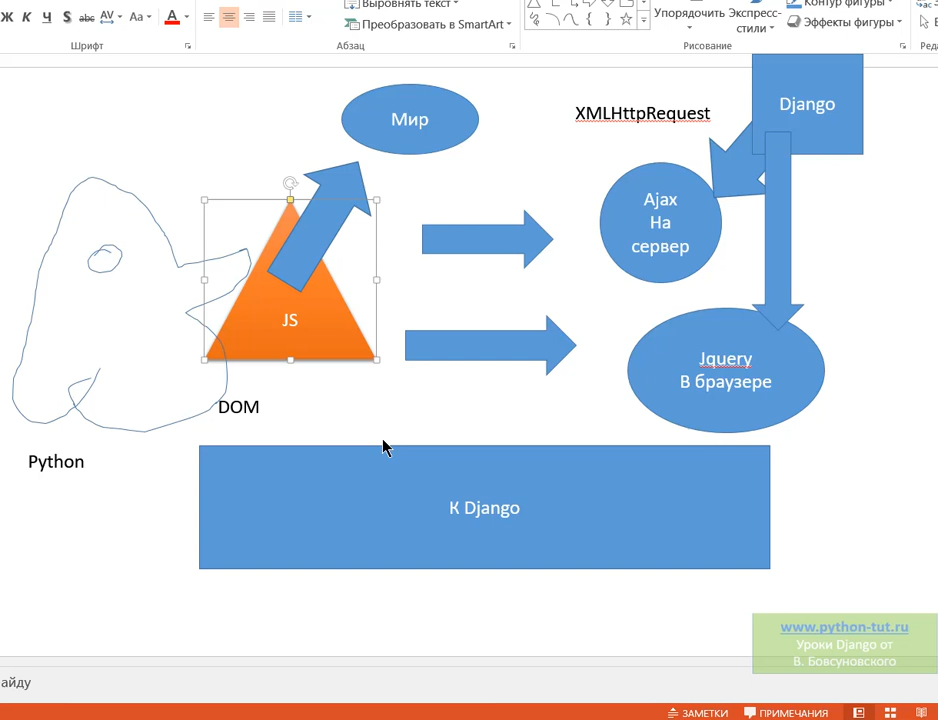 Ж К Ч abc AV Aa А
Выровнять текст
Преобразовать в SmartArt
Упорядочить
Экспресс-
стили
Контур фигуры
Эффекты фигуры
Шрифт
Абзац
Рисование
Реда
Мир
XMLHttpRequest
Django
Ajax
На
сервер
JS
Jquery
В браузере
DOM
Python
К Django
www.python-tut.ru
Уроки Django от
В. Бовсуновского
айду
ЗАМЕТКИ
ПРИМЕЧАНИЯ